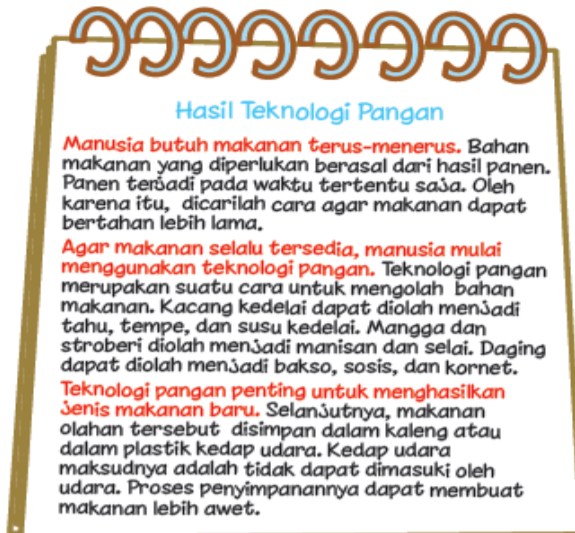 Hasil Teknologi Pangan
Manusia butuh makanan terus-menerus. Bahan
makanan yang diperlukan berasal dari hasil panen.
Panen terjadi pada waktu tertentu saja. Oleh
karena itu, dicarilah cara agar makanan dapat
bertahan lebih lama.
Agar makanan selalu tersedia, manusia mulai
menggunakan teknologi pangan. Teknologi pangan
merupakan suatu cara untuk mengolah bahan
makanan. Kacang kedelai dapat diolah menjadi
tahu, tempe, dan susu kedelai. Mangga dan
stroberi diolah menjadi manisan dan selai. Daging
dapat diolah menjadi bakso, sosis, dan kornet.
Teknologi pangan penting untuk menghasilkan
jenis makanan baru. Selanjutnya, makanan
olahan tersebut disimpan dalam kaleng atau
dalam plastik kedap udara. Kedap udara
maksudnya adalah tidak dapat dimasuki oleh
udara. Proses penyimpanannya dapat membuat
makanan lebih awet.